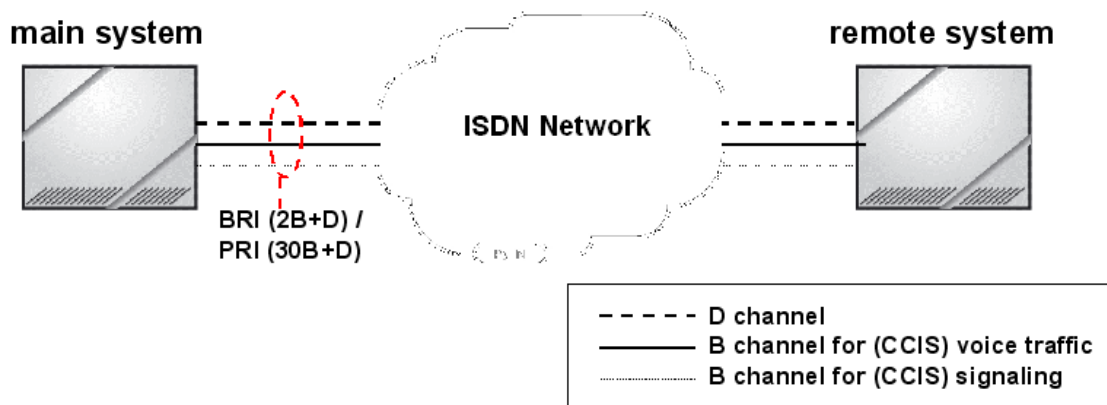 main system
remote system
ISDN Network
BRI (2B+D) /
PRI (30B+D)
D channel
B channel for (CCIS) voice traffic
B channel for (CCIS) signaling